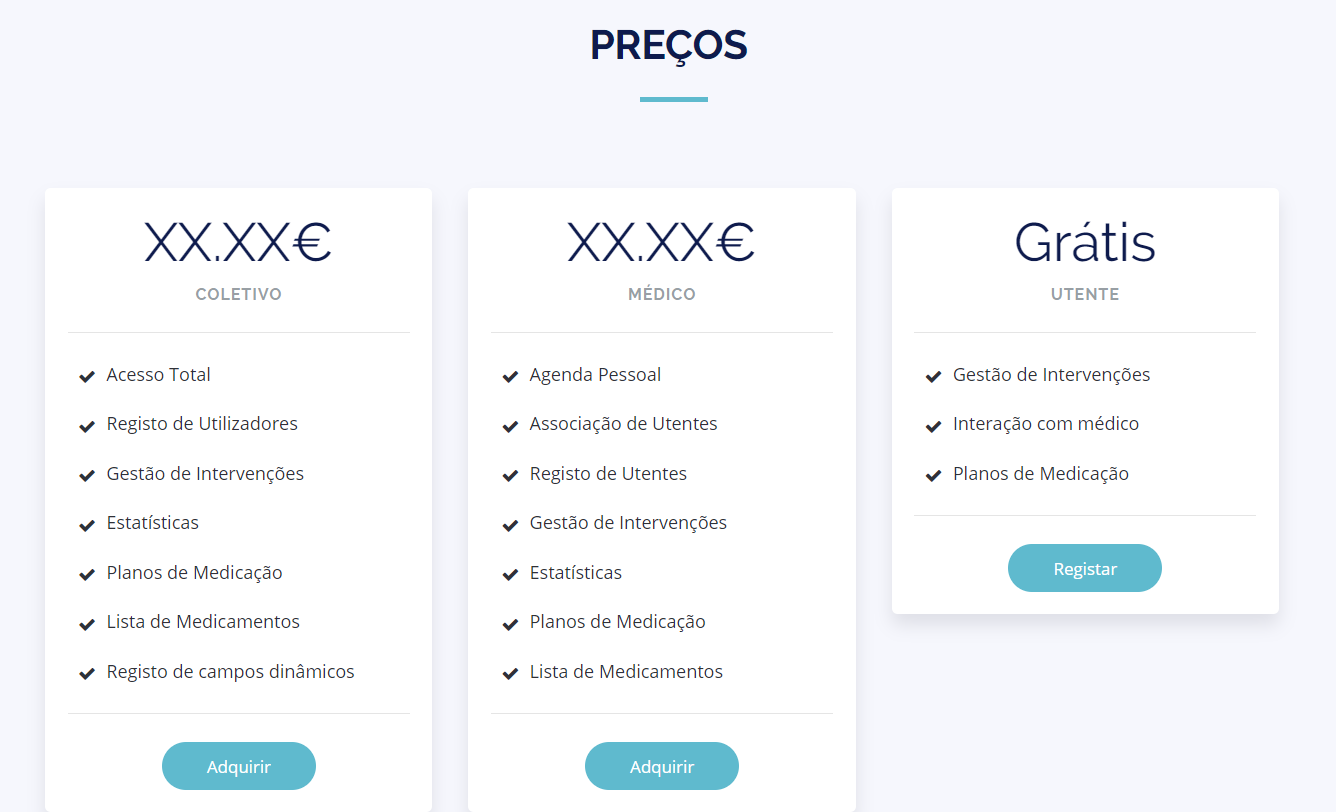 PREÇOS
XX.XX€
COLETIVO
Acesso Total
Registo de Utilizadores
Gestão de Intervenções
Estatísticas
Planos de Medicação
Lista de Medicamentos
Registo de campos dinâmicos
Adquirir
XX.XX€
MÉDICO
Agenda Pessoal
Associação de Utentes
Registo de Utentes
Gestão de Intervenções
Estatísticas
Planos de Medicação
Lista de Medicamentos
Adquirir
Grátis
UTENTE
Gestão de Intervenções
Interação com médico
Planos de Medicação
Registar